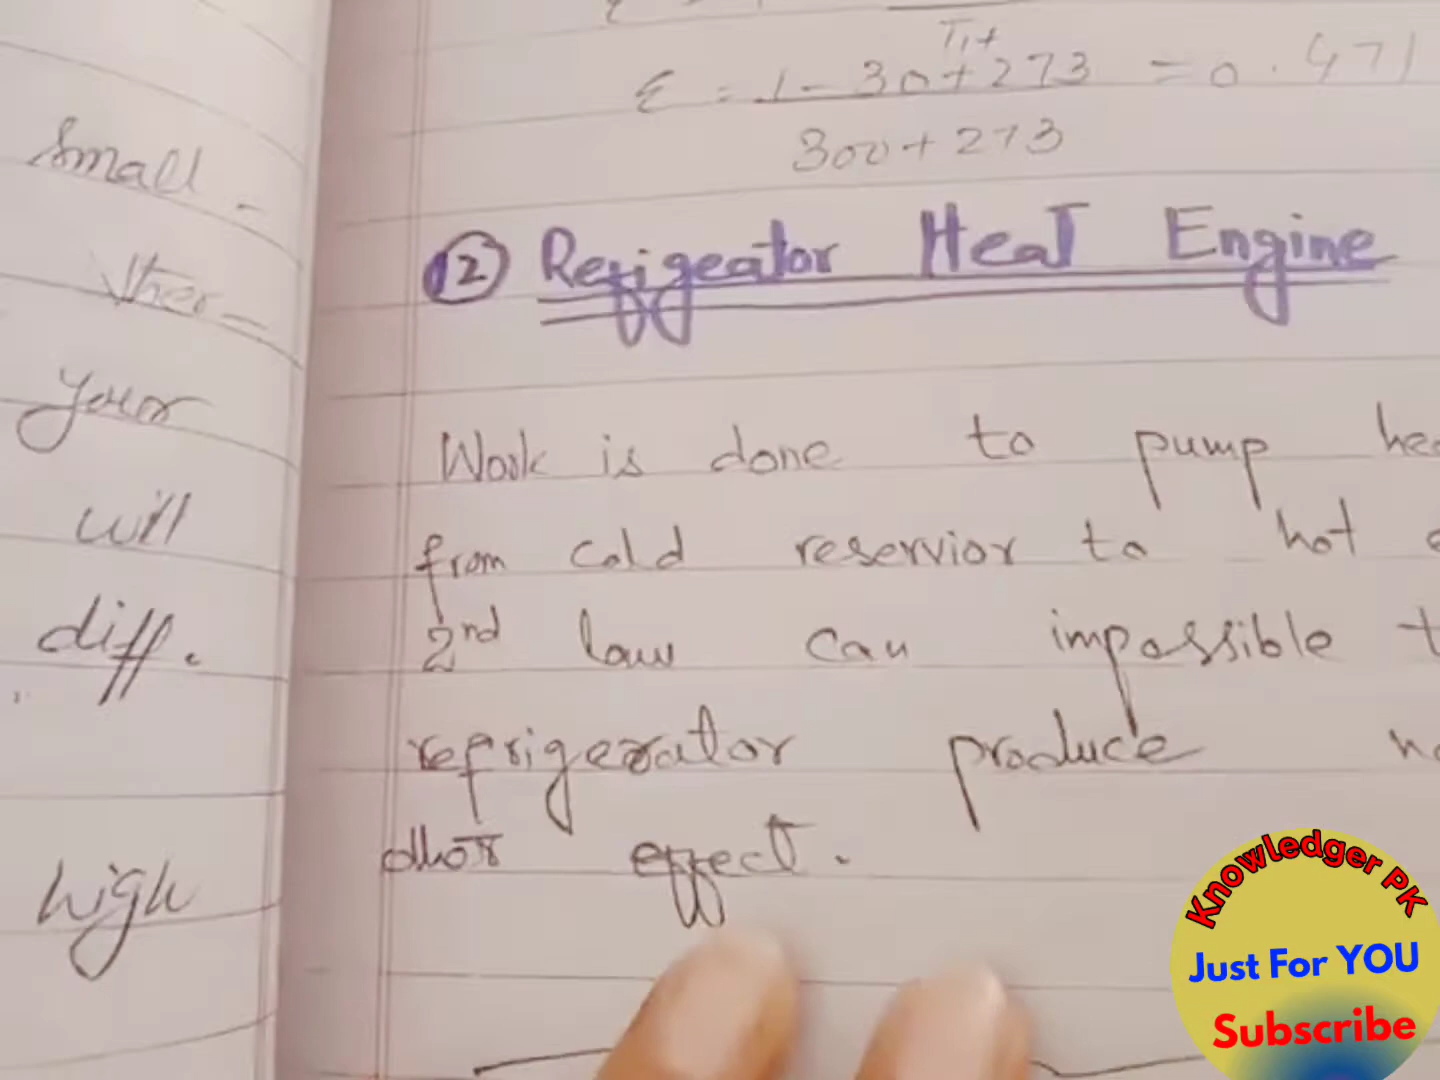 small -
your
will
diff.
high
T1+
ε = 1 - 30+273 = 0.471
300+273
② Refigeator Heat Engine
Work is done to pump hea
from cold reservior to hot
2nd law can impossible t
refrigerator produce
effect.
Knowledger PK
Just For YOU
Subscribe